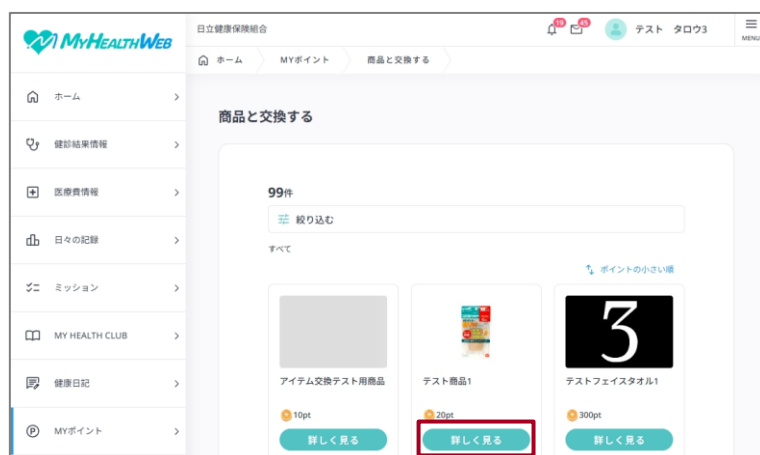 MY HEALTH WEB
日立健康保険組合
19
45
テスト タロウ3
MENU
ホーム
MYポイント
商品と交換する
ホーム
健診結果情報
医療費情報
日々の記録
ミッション
MY HEALTH CLUB
健康日記
MYポイント
商品と交換する
99件
絞り込む
すべて
ポイントの小さい順
3
アイテム交換テスト用商品
テスト商品1
テストフェイスタオル1
10pt
20pt
300pt
詳しく見る
詳しく見る
詳しく見る